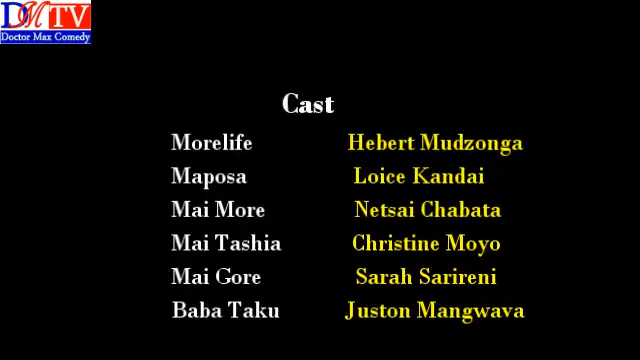 DMTV
Doctor Max Comedy
Cast
Morelife Hebert Mudzonga
Maposa Loice Kandai
Mai More Netsai Chabata
Mai Tashia Christine Moyo
Mai Gore Sarah Sarireni
Baba Taku Juston Mangwava